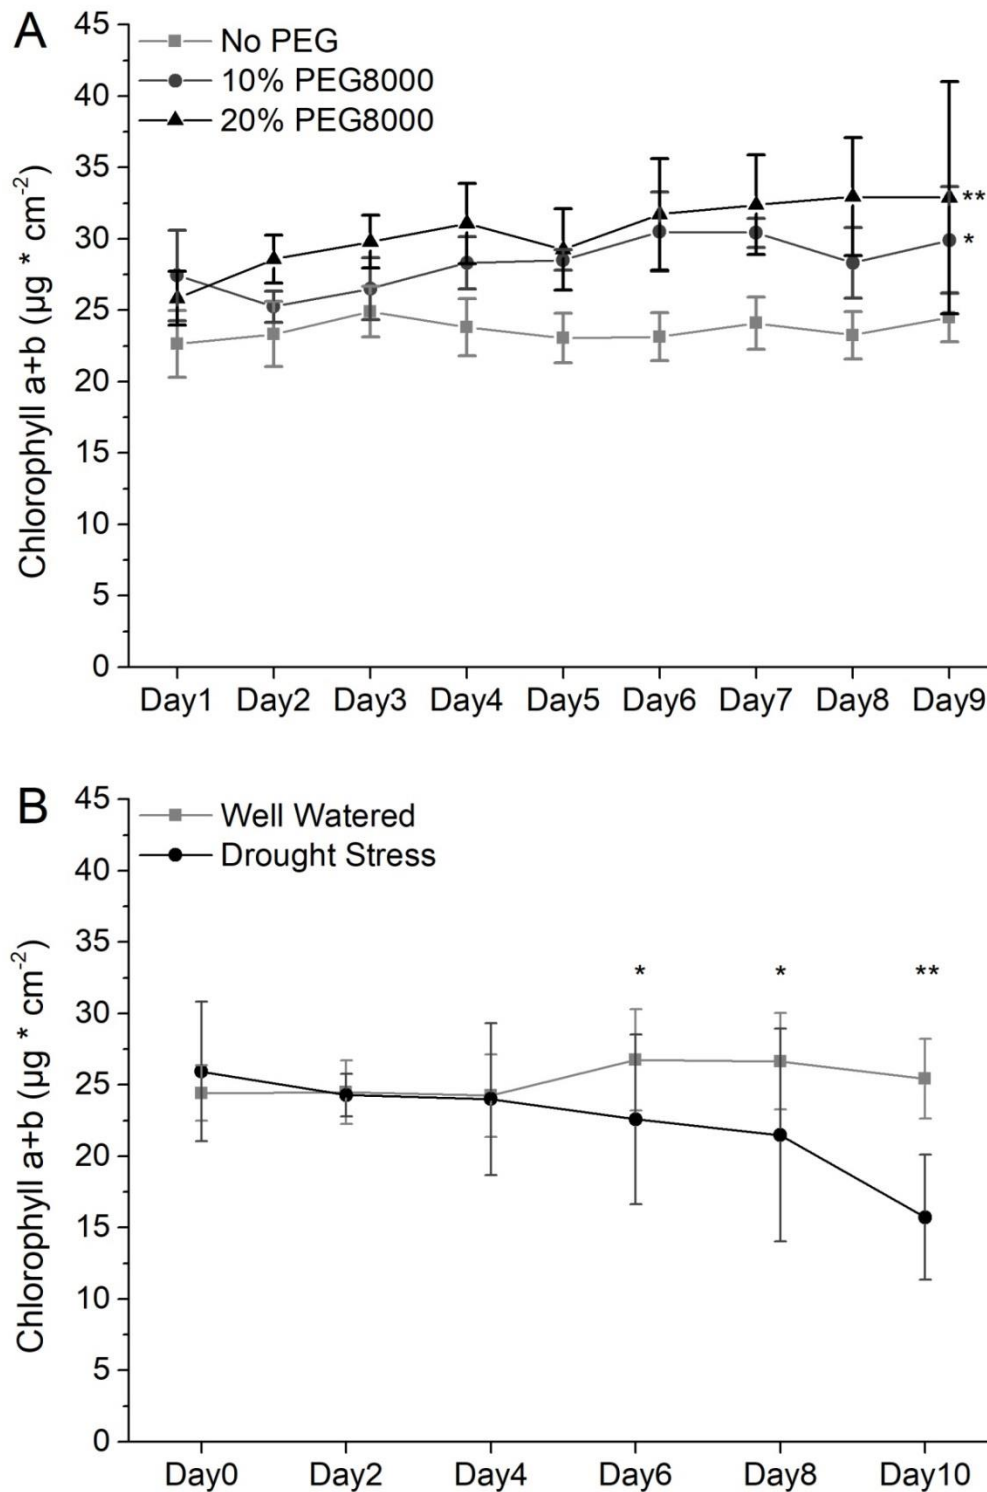 A
No PEG
10% PEG8000
20% PEG8000
Chlorophyll a+b (µg * cm⁻²)
45
40
35
30
25
20
15
10
5
0
**
*
Day1 Day2 Day3 Day4 Day5 Day6 Day7 Day8 Day9
B
Well Watered
Drought Stress
Chlorophyll a+b (µg * cm⁻²)
45
40
35
30
25
20
15
10
5
0
* * **
Day0 Day2 Day4 Day6 Day8 Day10